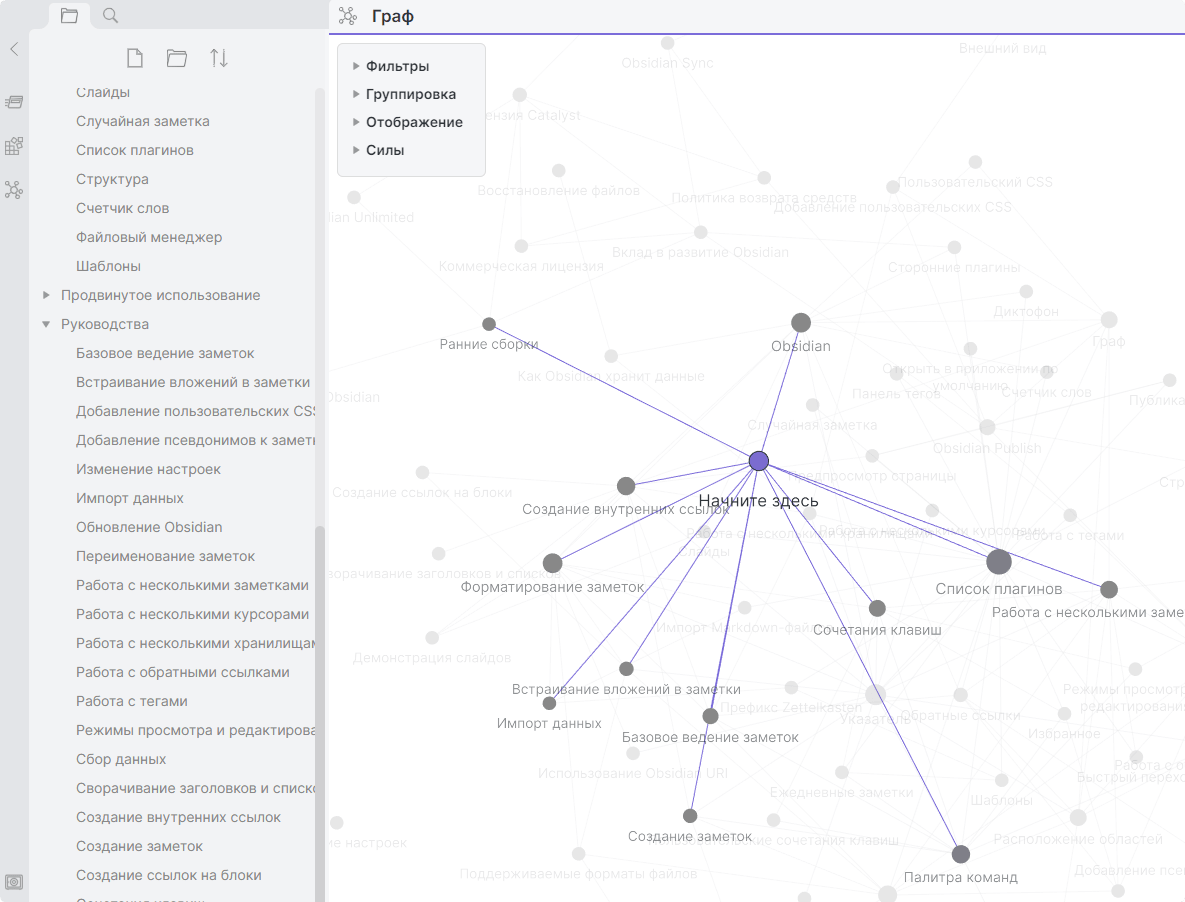 Граф
Слайды
Случайная заметка
Список плагинов
Структура
Счетчик слов
Файловый менеджер
Шаблоны
Продвинутое использование
Руководства
Базовое ведение заметок
Встраивание вложений в заметки
Добавление пользовательских CSS
Добавление псевдонимов к замет
Изменение настроек
Импорт данных
Обновление Obsidian
Переименование заметок
Работа с несколькими заметками
Работа с несколькими курсорами
Работа с несколькими хранилищам
Работа с обратными ссылками
Работа с тегами
Режимы просмотра и редактирова
Сбор данных
Сворачивание заголовков и списко
Создание внутренних ссылок
Создание заметок
Создание ссылок на блоки
Фильтры
Группировка
Отображение
Силы
Внешний вид
Obsidian Sync
ензия Catalyst
Пользовательский CSS
Восстановление файлов
Политика возврата средств
Добавление пользовательских CSS
ian Unlimited
Вклад в развитие Obsidian
Коммерческая лицензия
Сторонние плагины
Диктофон
Ранние сборки
Obsidian
Граф
Как Obsidian хранит данные
Открыть в приложении по
умолчанию
Панель тегов
Счетчик слов
Obsidian
Публика
Случайная заметка
Obsidian Publish
едпросмотр страницы
Стр
Создание ссылок на блоки
Начните здесь
Создание внутренних ссылок
Работа с несколькими курсорами
Работа с несколькими хранилищами
Работа с тегами
слайды
ворачивание заголовков и списков
Форматирование заметок
Список плагинов
Работа с несколькими заме
Импорт Markdown-файлов
Сочетания клавиш
Демонстрация слайдов
Встраивание вложений в заметки
Режимы просмотр
редактирования
Префикс Zettelkasten
Указатель
Обратные ссылки
Импорт данных
Базовое ведение заметок
Избранное
Работа с о
Использование Obsidian URI
Быстрый перехо
Ежедневные заметки
Шаблоны
Создание заметок
льзовательские сочетания клавиш
Расположение областей
ие настроек
Поддерживаемые форматы файлов
Палитра команд
Добавление псе